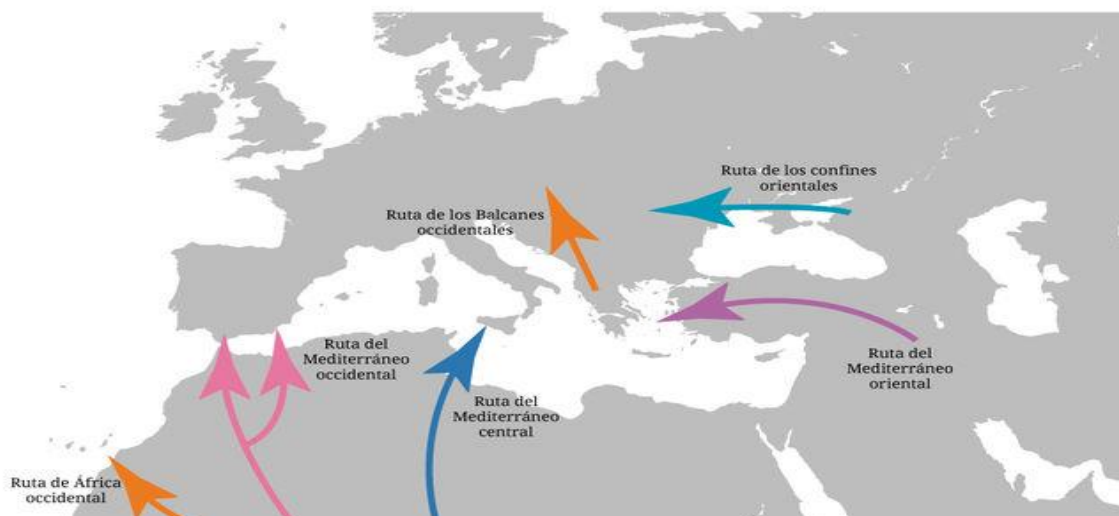 Ruta de los confines
orientales
Ruta de los Balcanes
occidentales
Ruta del
Mediterráneo
occidental
Ruta del
Mediterráneo
oriental
Ruta del
Mediterráneo
central
Ruta de África
occidental